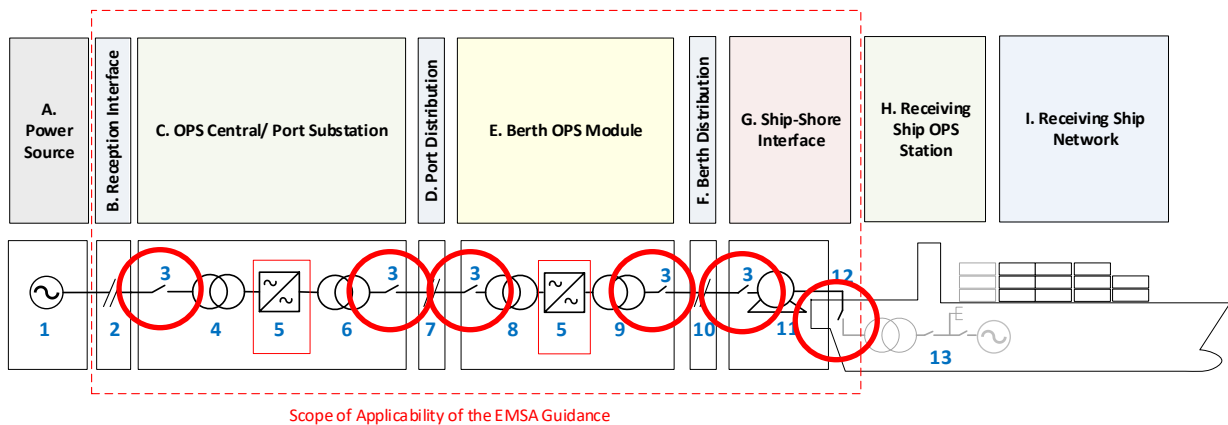 A.
Power
Source
B. Reception Interface
C. OPS Central/ Port Substation
D. Port Distribution
E. Berth OPS Module
F. Berth Distribution
G. Ship-Shore
Interface
H. Receiving
Ship OPS
Station
I. Receiving Ship
Network
3
3
3
3
3
12
E
1
2
4
5
6
7
8
5
9
10
11
13
Scope of Applicability of the EMSA Guidance